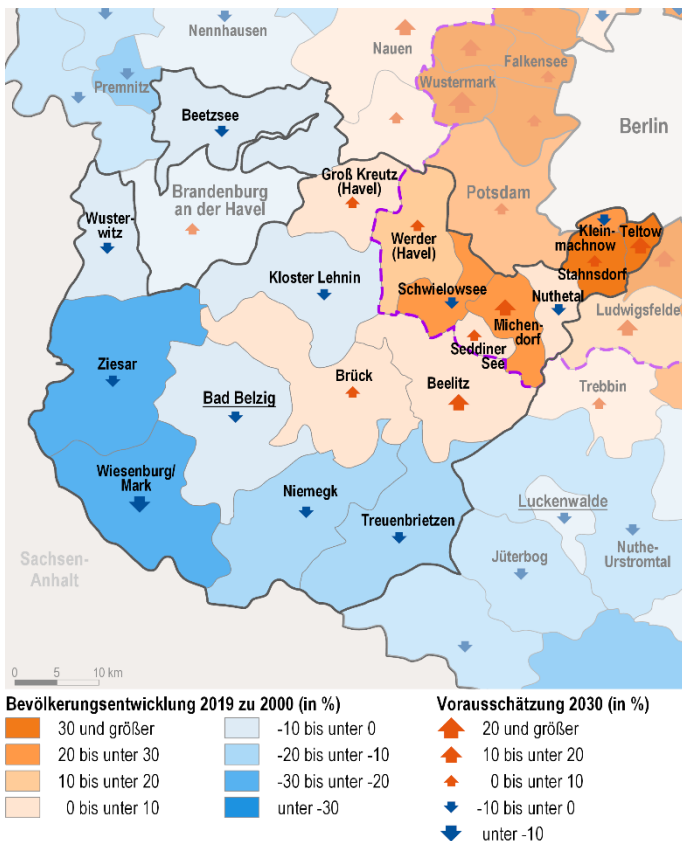 Nennhausen
Nauen
Falkensee
Wustermark
Premnitz
Beetzsee
Berlin
Groß Kreutz
(Havel)
Brandenburg
an der Havel
Potsdam
Wuster-
witz
Werder
(Havel)
Klein-
machnow
Teltow
Stahnsdorf
Kloster Lehnin
Schwielowsee
Nuthetal
Ludwigsfelde
Michen-
dorf
Seddiner
See
Ziesar
Brück
Beelitz
Trebbin
Bad Belzig
Wiesenburg/
Mark
Niemegk
Treuenbrietzen
Luckenwalde
Sachsen-
Anhalt
Jüterbog
Nuthe-
Urstromtal
0 5 10 km
Bevölkerungsentwicklung 2019 zu 2000 (in %)
30 und größer
20 bis unter 30
10 bis unter 20
0 bis unter 10
-10 bis unter 0
-20 bis unter -10
-30 bis unter -20
unter -30
Vorausschätzung 2030 (in %)
20 und größer
10 bis unter 20
0 bis unter 10
-10 bis unter 0
unter -10